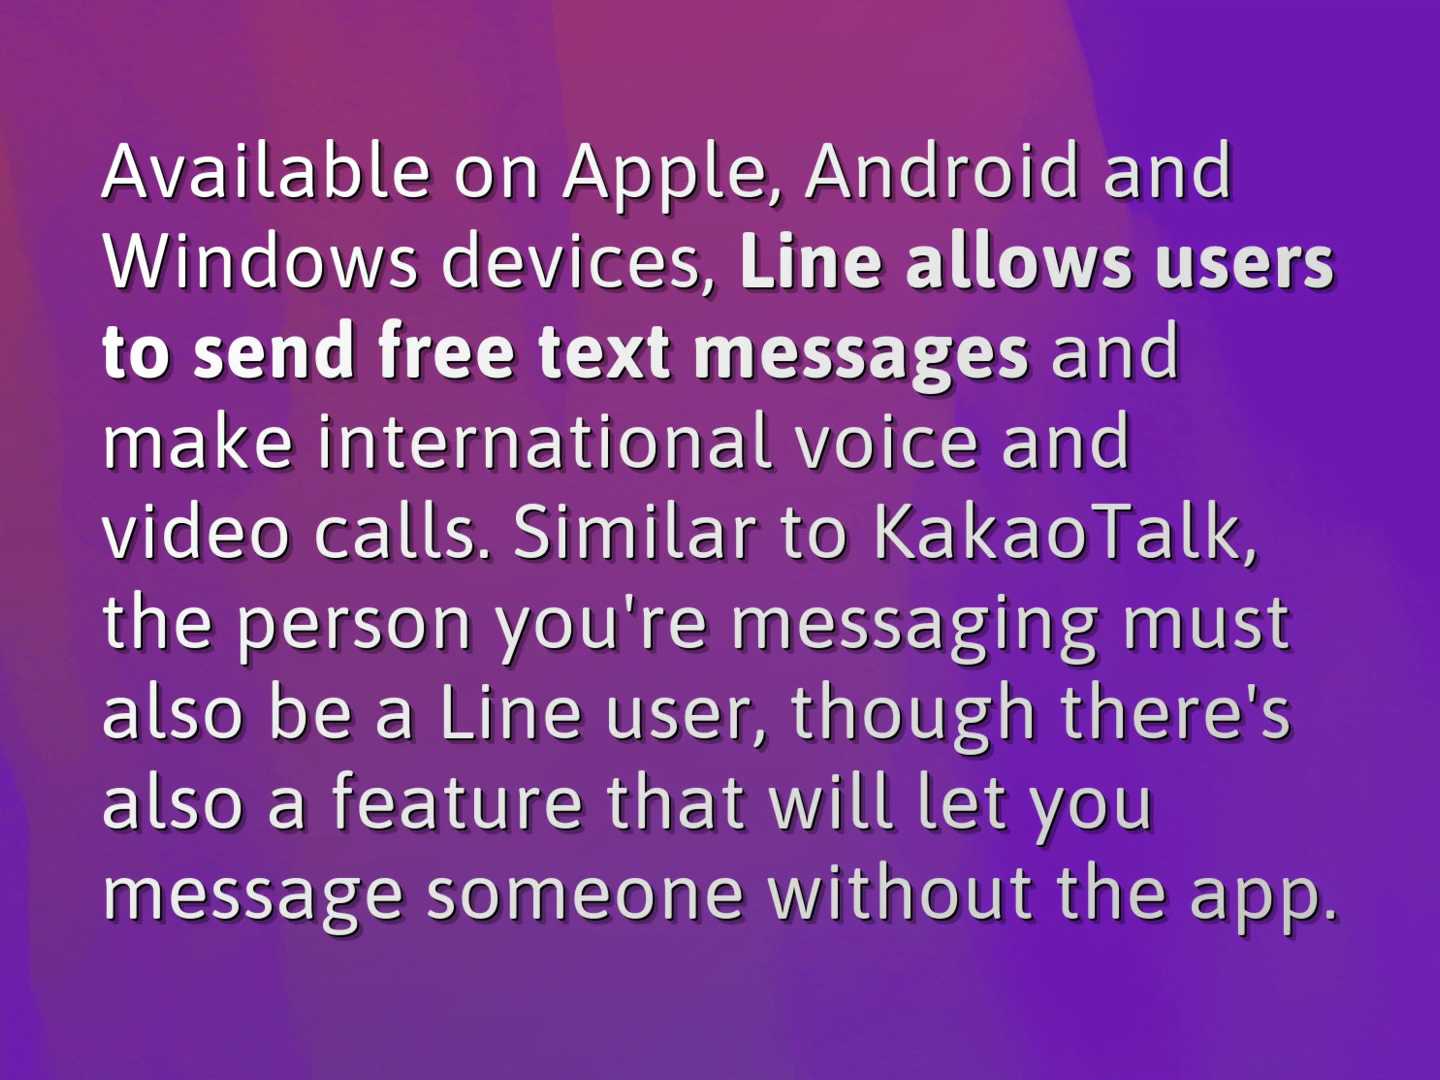 Available on Apple, Android and
Windows devices, Line allows users
to send free text messages and
make international voice and
video calls. Similar to KakaoTalk,
the person you're messaging must
also be a Line user, though there's
also a feature that will let you
message someone without the app.